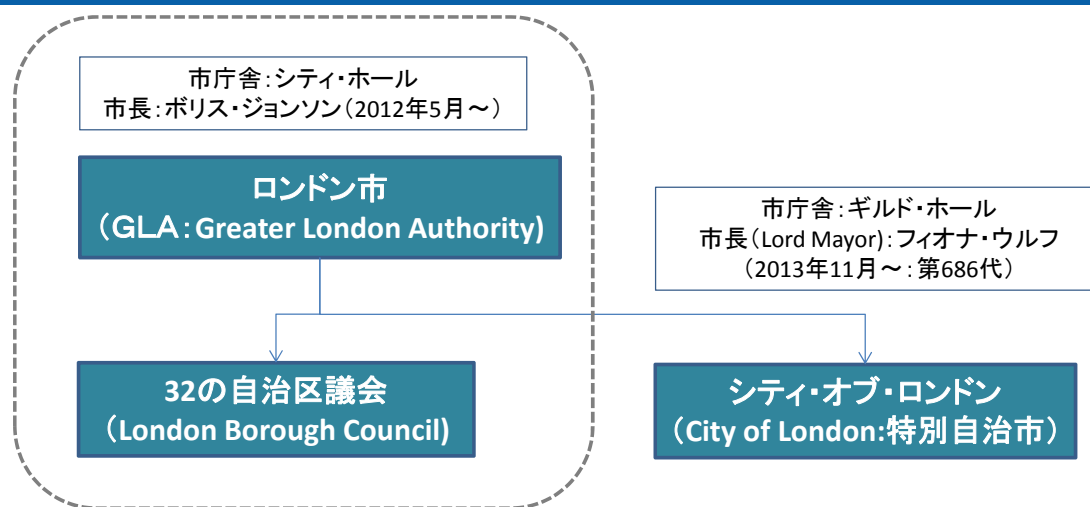 市庁舎：シティ・ホール
市長：ボリス・ジョンソン（2012年5月～）
ロンドン市
（ＧＬＡ：Greater London Authority)
市庁舎：ギルド・ホール
市長（Lord Mayor)：フィオナ・ウルフ
（2013年11月～：第686代）
32の自治区議会
（London Borough Council)
シティ・オブ・ロンドン
（City of London:特別自治市）